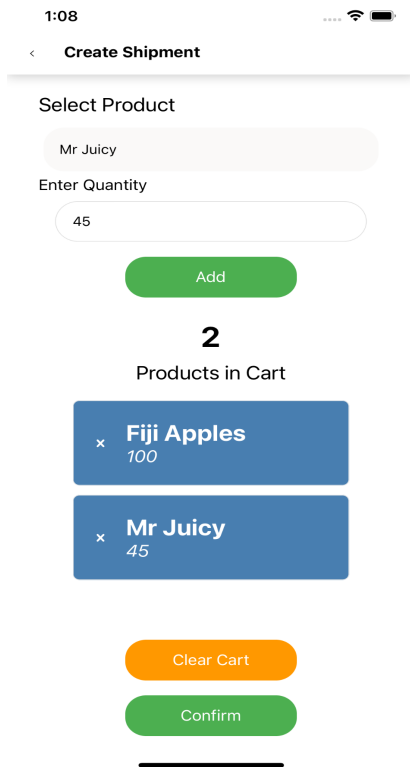 1:08
Create Shipment
Select Product
Mr Juicy
Enter Quantity
45
Add
2
Products in Cart
× Fiji Apples
100
× Mr Juicy
45
Clear Cart
Confirm